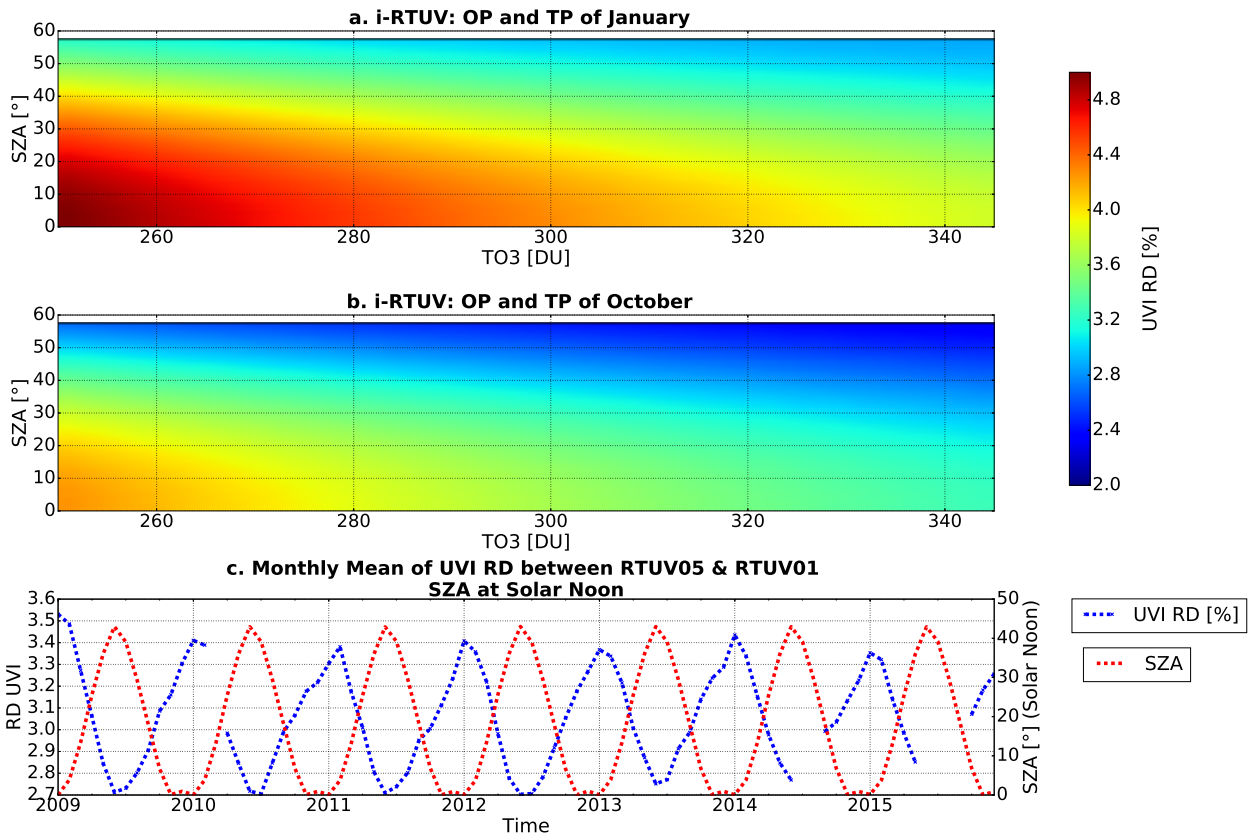 a. i-RTUV: OP and TP of January
60
50
40
30
20
10
0
SZA [°]
260 280 300 320 340
TO3 [DU]
b. i-RTUV: OP and TP of October
60
50
40
30
20
10
0
SZA [°]
260 280 300 320 340
TO3 [DU]
4.8
4.4
4.0
3.6
3.2
2.8
2.4
2.0
UVI RD [%]
c. Monthly Mean of UVI RD between RTUV05 & RTUV01
SZA at Solar Noon
3.6
3.5
3.4
3.3
3.2
3.1
3.0
2.9
2.8
2.7
RD UVI
2009 2010 2011 2012 2013 2014 2015
Time
50
40
30
20
10
0
SZA [°] (Solar Noon)
UVI RD [%]
SZA